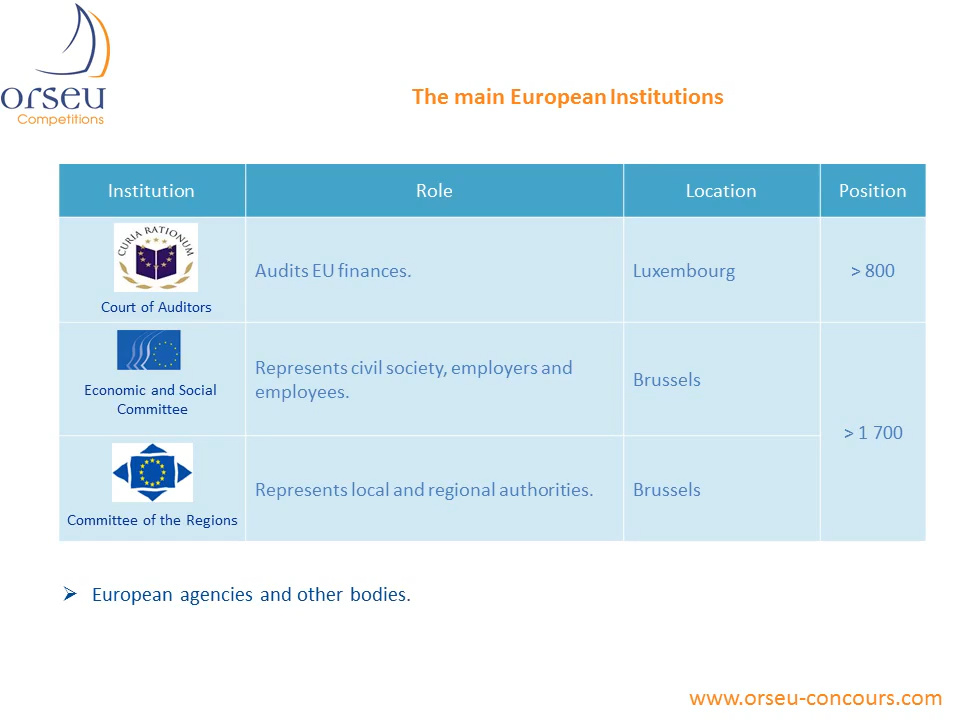 orseu
Competitions
The main European Institutions
Institution Role Location Position
CURIA RATIONUM
Court of Auditors
Audits EU finances.
Luxembourg
> 800
Economic and Social
Committee
Represents civil society, employers and
employees.
Brussels
> 1 700
Committee of the Regions
Represents local and regional authorities.
Brussels
European agencies and other bodies.
www.orseu-concours.com